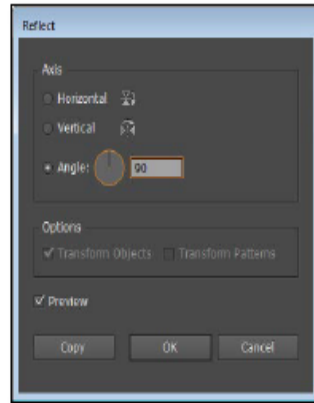 Reflect
Axis
Horizontal
Vertical
Angle: 90
Options
Transform Objects Transform Patterns
Preview
Copy OK Cancel